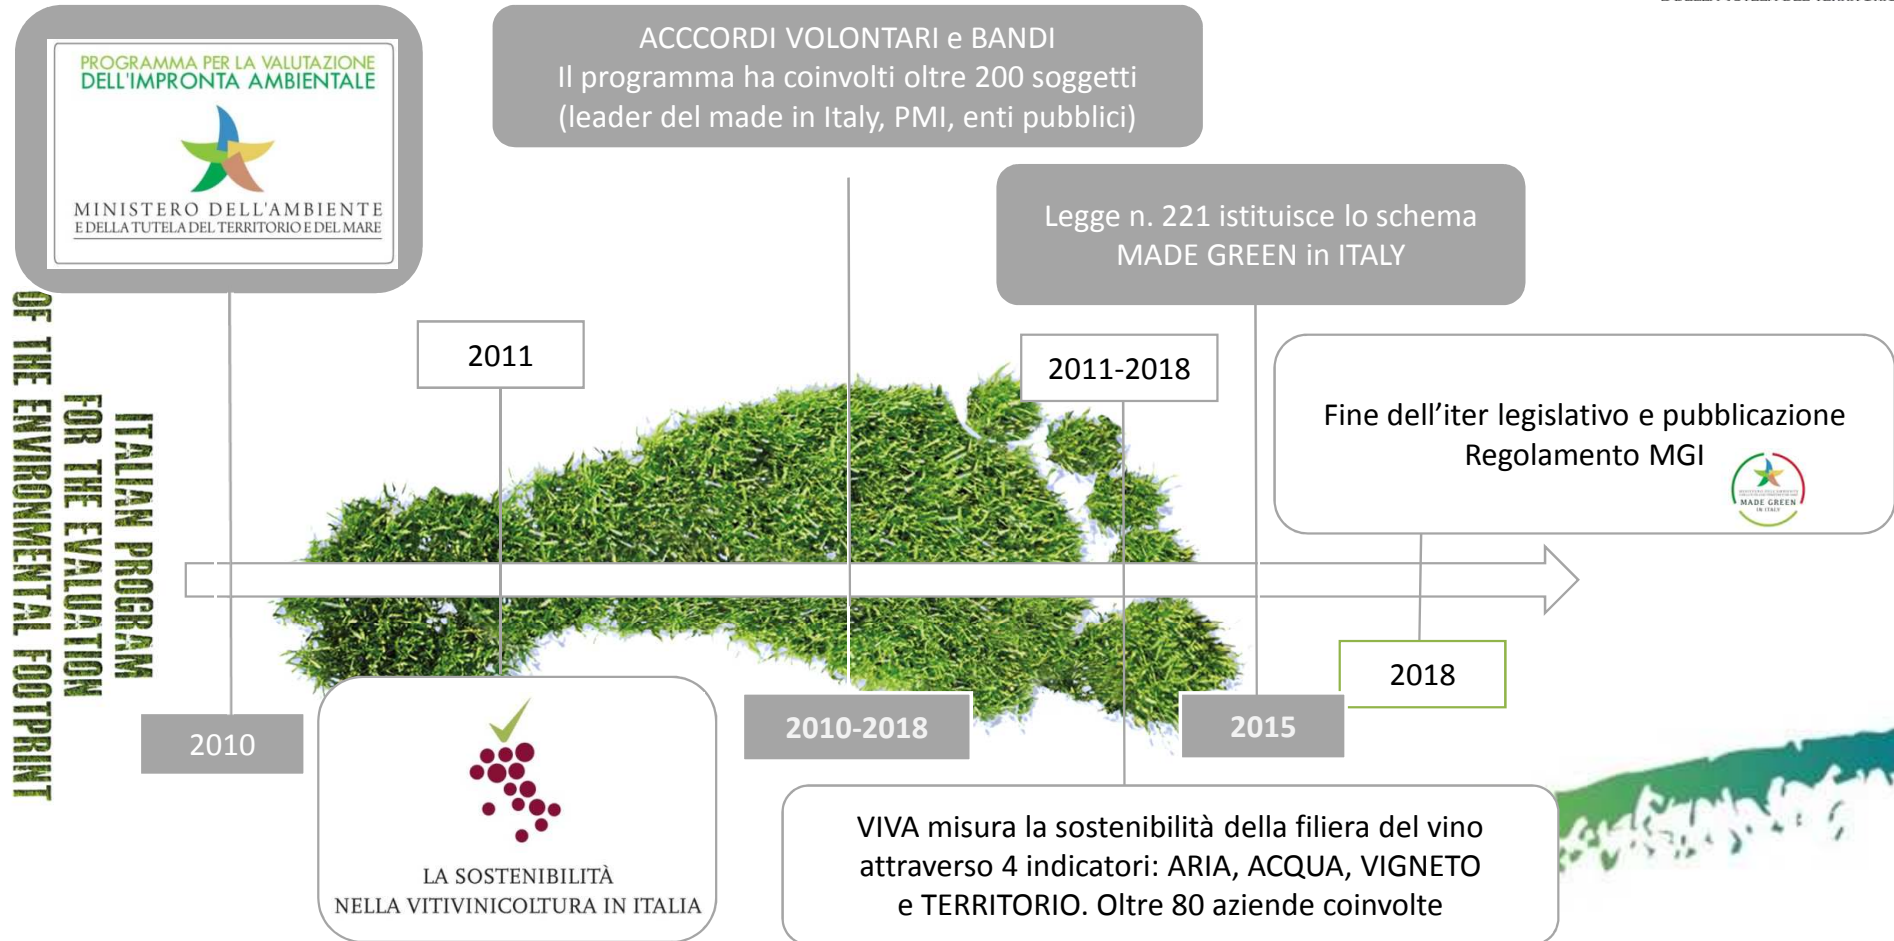 PROGRAMMA PER LA VALUTAZIONE
DELL'IMPRONTA AMBIENTALE
MINISTERO DELL'AMBIENTE
E DELLA TUTELA DEL TERRITORIO E DEL MARE
ACCCORDI VOLONTARI e BANDI
Il programma ha coinvolti oltre 200 soggetti
(leader del made in Italy, PMI, enti pubblici)
Legge n. 221 istituisce lo schema
MADE GREEN in ITALY
2011
2011-2018
Fine dell’iter legislativo e pubblicazione
Regolamento MGI
MADE GREEN
IN ITALY
ITALIAN PROGRAM
FOR THE EVALUATION
OF THE ENVIRONMENTAL FOOTPRINT
2010
2010-2018
2015
2018
LA SOSTENIBILITÀ
NELLA VITIVINICOLTURA IN ITALIA
VIVA misura la sostenibilità della filiera del vino
attraverso 4 indicatori: ARIA, ACQUA, VIGNETO
e TERRITORIO. Oltre 80 aziende coinvolte